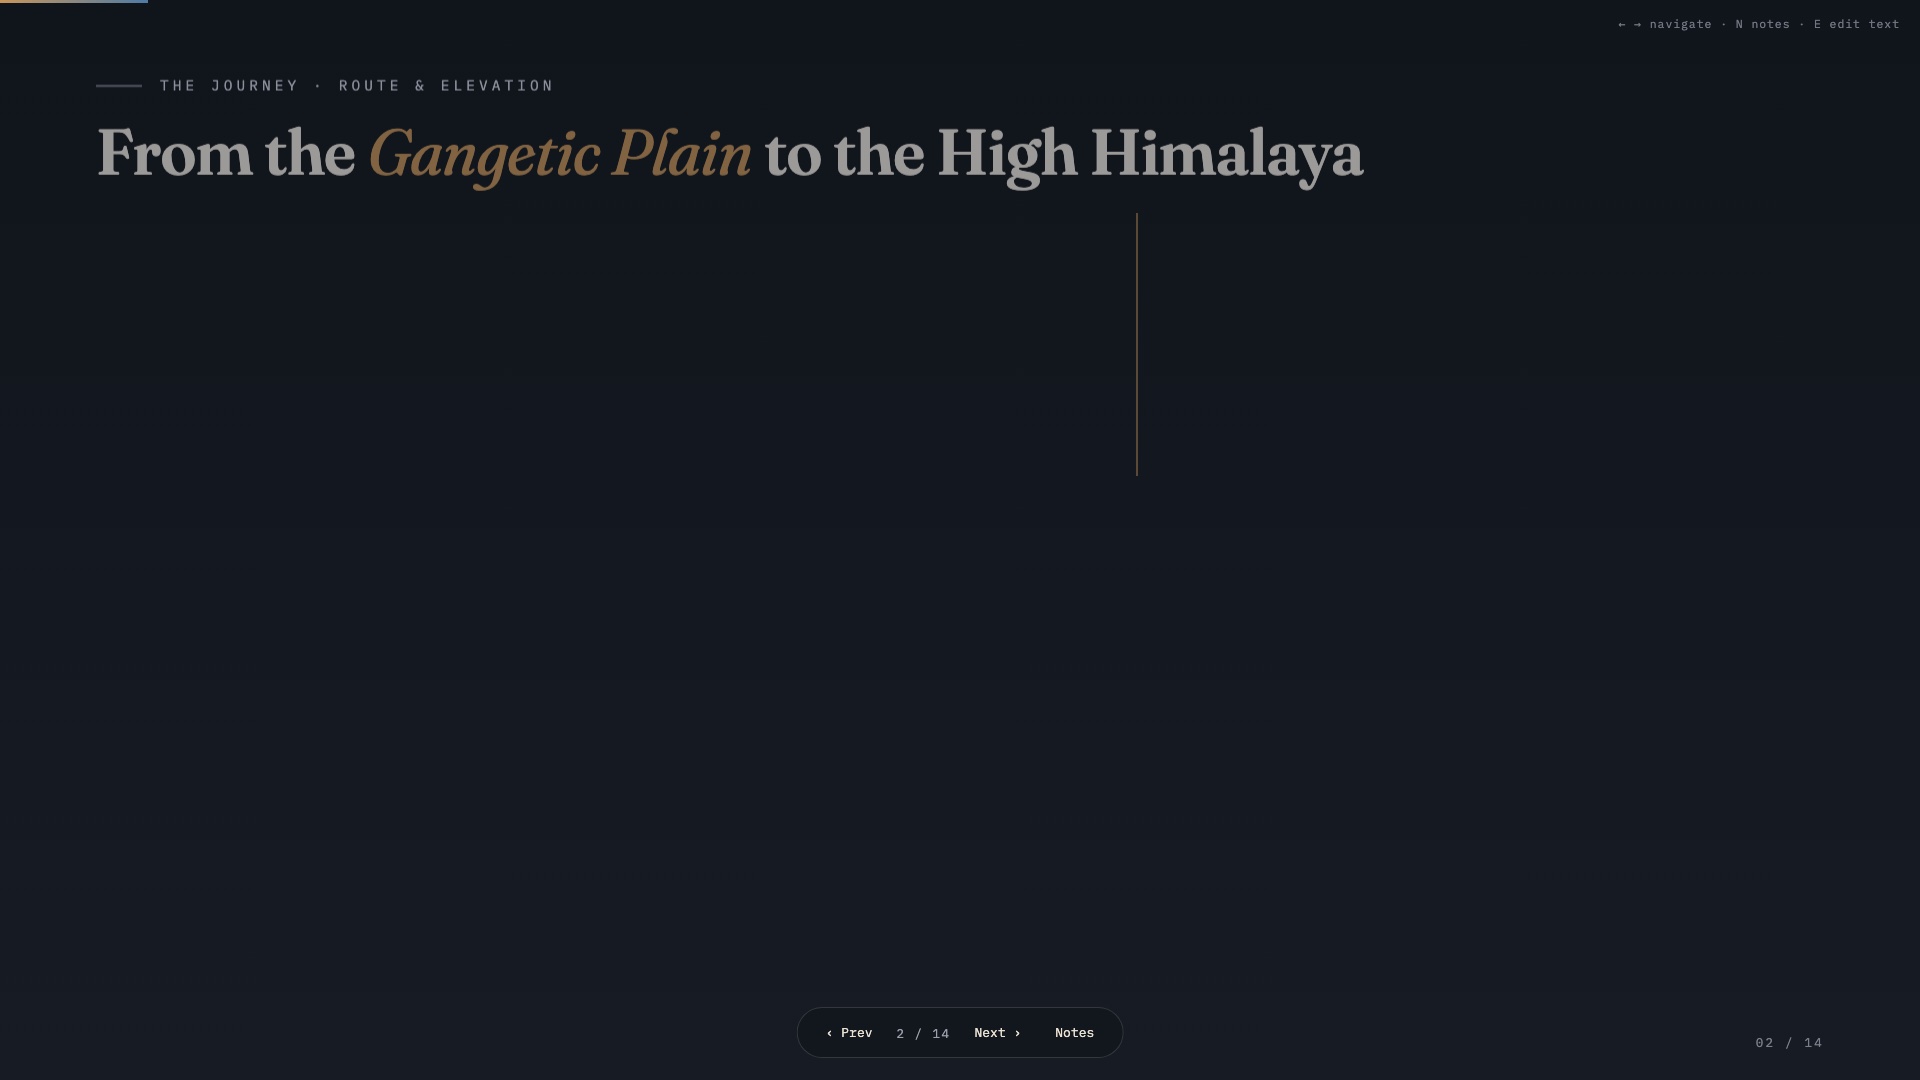 ← → navigate · N notes · E edit text
THE JOURNEY · ROUTE & ELEVATION
From the Gangetic Plain to the High Himalaya
‹ Prev 2 / 14 Next › Notes
02 / 14